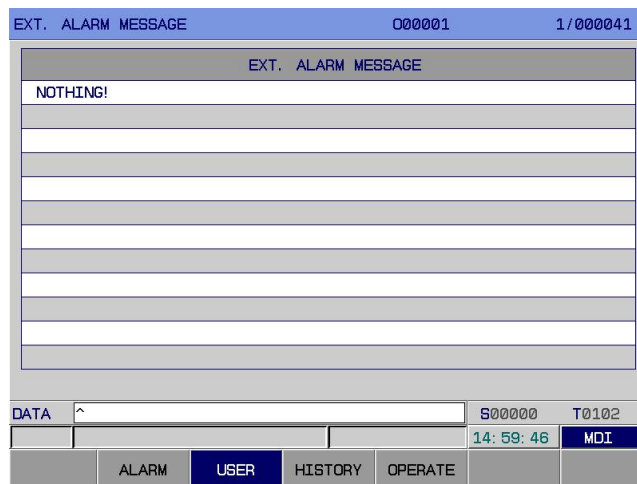 EXT. ALARM MESSAGE O00001 1/000041
EXT. ALARM MESSAGE
NOTHING!
DATA ^ S00000 T0102
14:59:46 MDI
ALARM USER HISTORY OPERATE